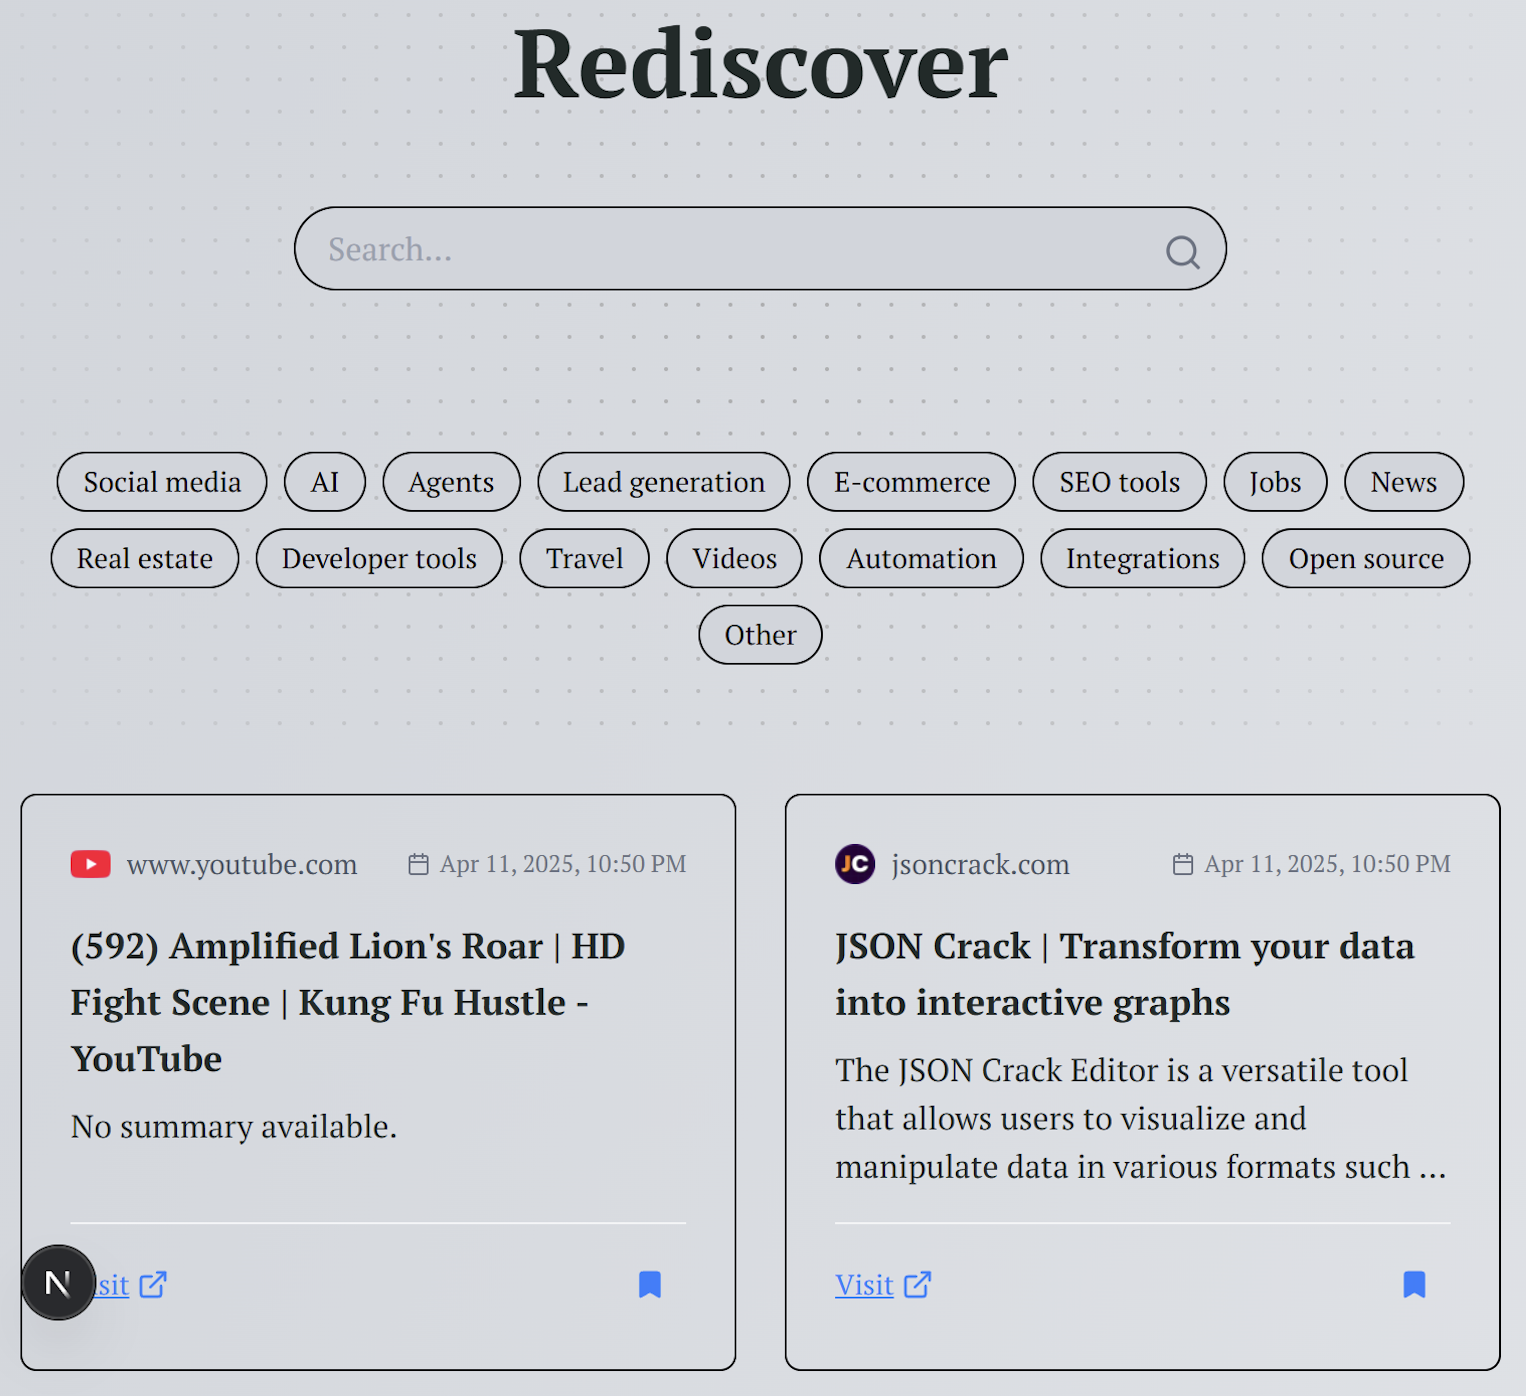 Rediscover
Search...
Social media AI Agents Lead generation E-commerce SEO tools Jobs News
Real estate Developer tools Travel Videos Automation Integrations Open source
Other
www.youtube.com Apr 11, 2025, 10:50 PM
(592) Amplified Lion's Roar | HD
Fight Scene | Kung Fu Hustle -
YouTube
No summary available.
N sit
JC jsoncrack.com Apr 11, 2025, 10:50 PM
JSON Crack | Transform your data
into interactive graphs
The JSON Crack Editor is a versatile tool
that allows users to visualize and
manipulate data in various formats such ...
Visit